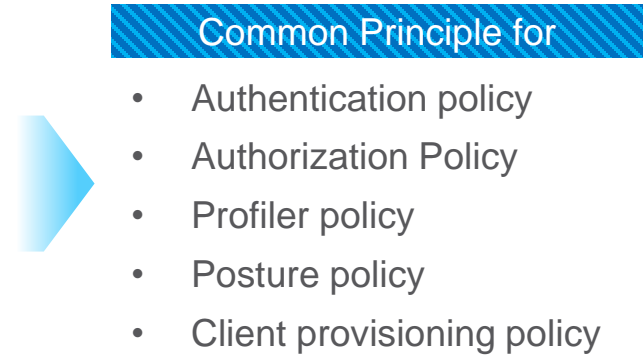 Common Principle for
• Authentication policy
• Authorization Policy
• Profiler policy
• Posture policy
• Client provisioning policy